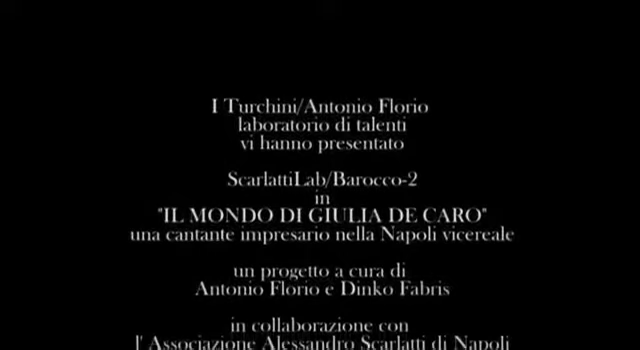 I Turchini/Antonio Florio
laboratorio di talenti
vi hanno presentato
ScarlattiLab/Barocco-2
in
"IL MONDO DI GIULIA DE CARO"
una cantante impresario nella Napoli vicereale
un progetto a cura di
Antonio Florio e Dinko Fabris
in collaborazione con
l' Associazione Alessandro Scarlatti di Napoli